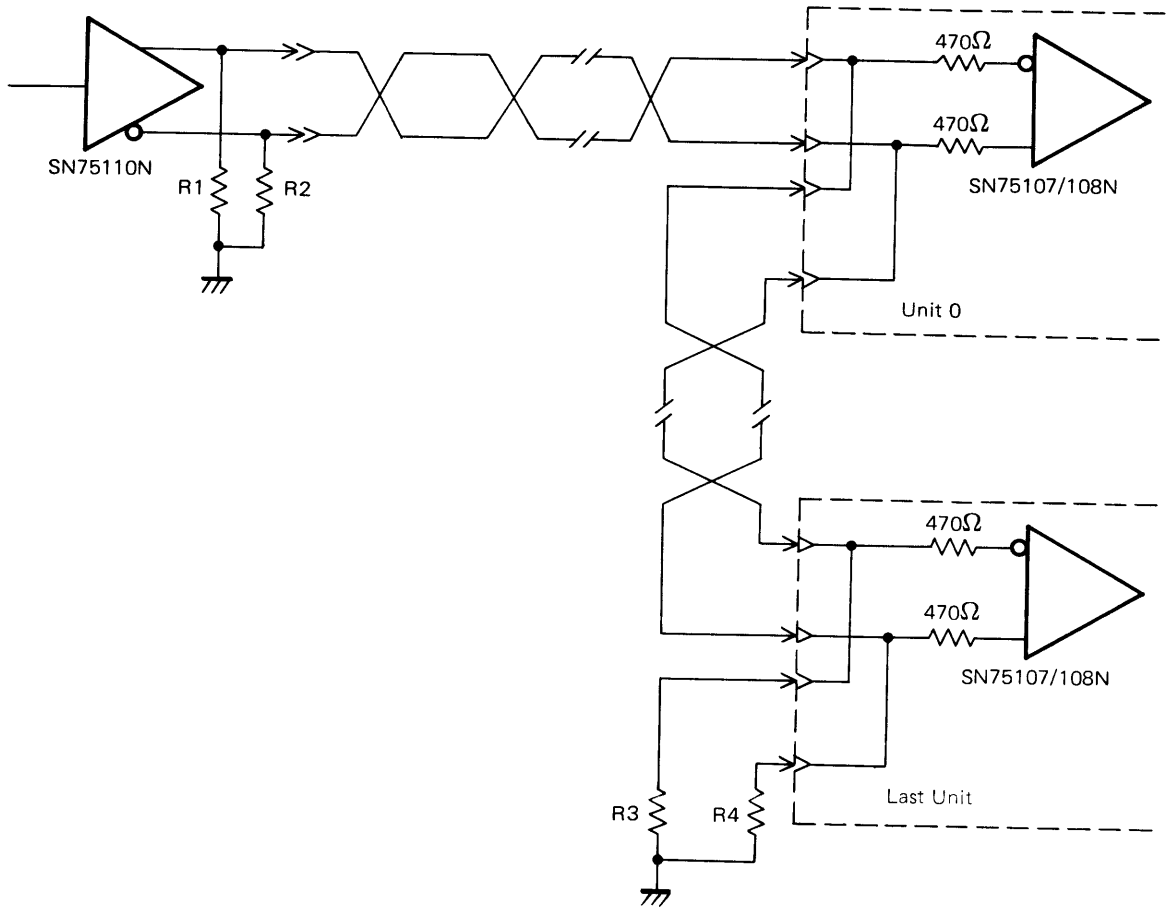 470Ω
470Ω
SN75110N
R1
R2
SN75107/108N
Unit 0
470Ω
470Ω
SN75107/108N
R3
R4
Last Unit